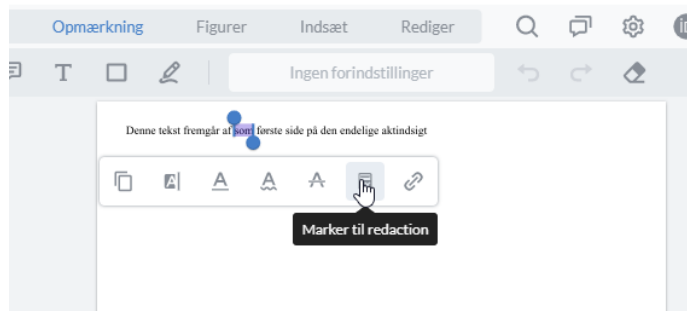 Opmærkning Figurer Indsæt Rediger
T Ingen forindstillinger
Denne tekst fremgår af som første side på den endelige aktindsigt
A A A A
Marker til redaction